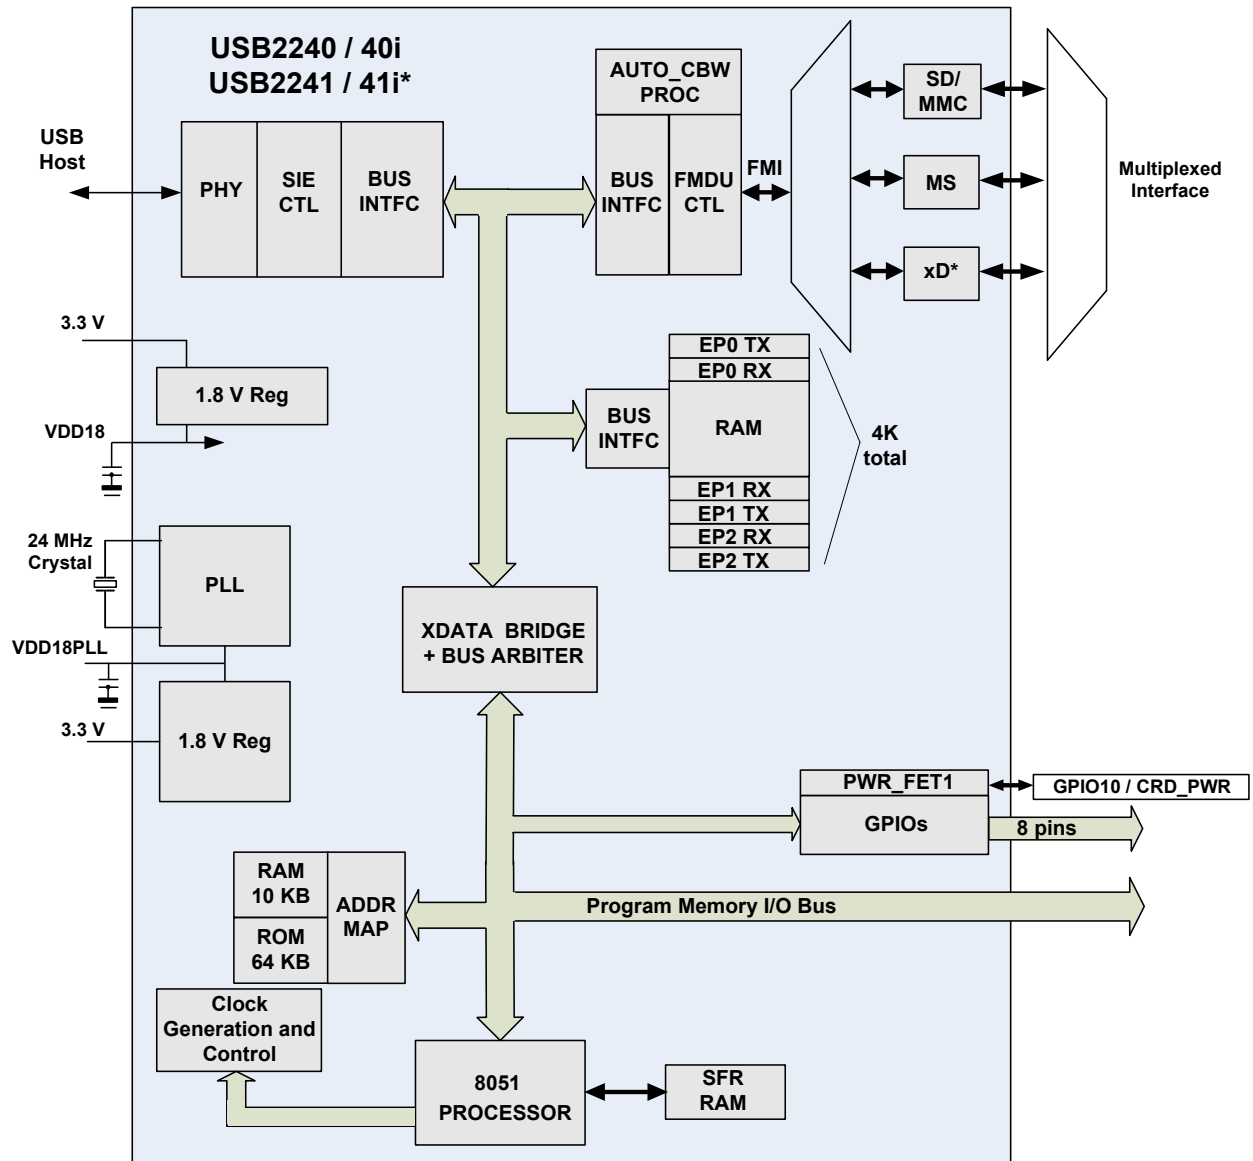 USB2240 / 40i
USB2241 / 41i*
USB
Host
PHY
SIE
CTL
BUS
INTFC
AUTO_CBW
PROC
BUS
INTFC
FMDU
CTL
FMI
SD/
MMC
MS
xD*
Multiplexed
Interface
3.3 V
1.8 V Reg
VDD18
EP0 TX
EP0 RX
RAM
EP1 RX
EP1 TX
EP2 RX
EP2 TX
BUS
INTFC
4K
total
24 MHz
Crystal
PLL
VDD18PLL
3.3 V
1.8 V Reg
XDATA BRIDGE
+ BUS ARBITER
PWR_FET1
GPIOs
GPIO10 / CRD_PWR
8 pins
RAM
10 KB
ROM
64 KB
ADDR
MAP
Program Memory I/O Bus
Clock
Generation and
Control
8051
PROCESSOR
SFR
RAM